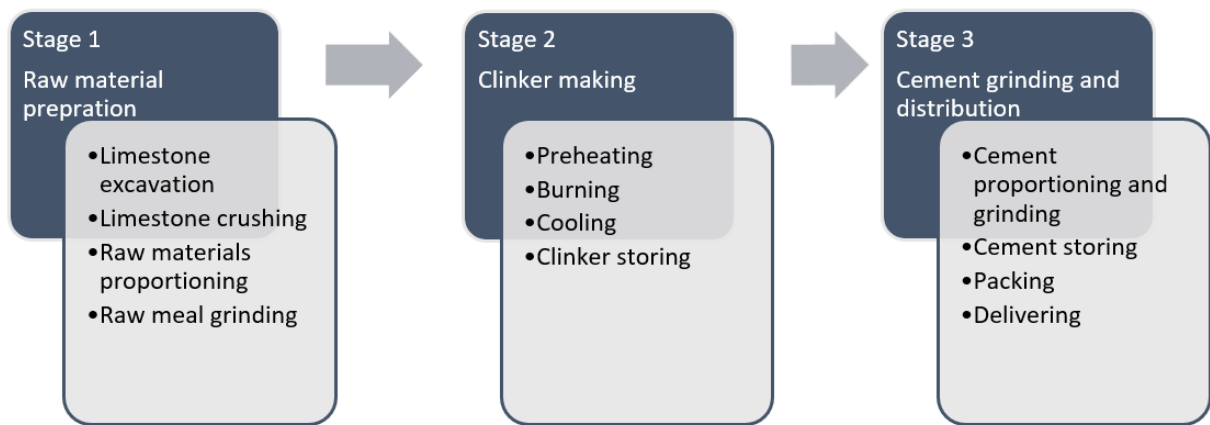 Stage 1
Raw material
prepration
•Limestone
excavation
•Limestone crushing
•Raw materials
proportioning
•Raw meal grinding
Stage 2
Clinker making
•Preheating
•Burning
•Cooling
•Clinker storing
Stage 3
Cement grinding and
distribution
•Cement
proportioning and
grinding
•Cement storing
•Packing
•Delivering